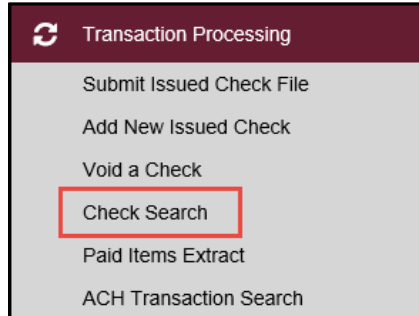 Transaction Processing
Submit Issued Check File
Add New Issued Check
Void a Check
Check Search
Paid Items Extract
ACH Transaction Search